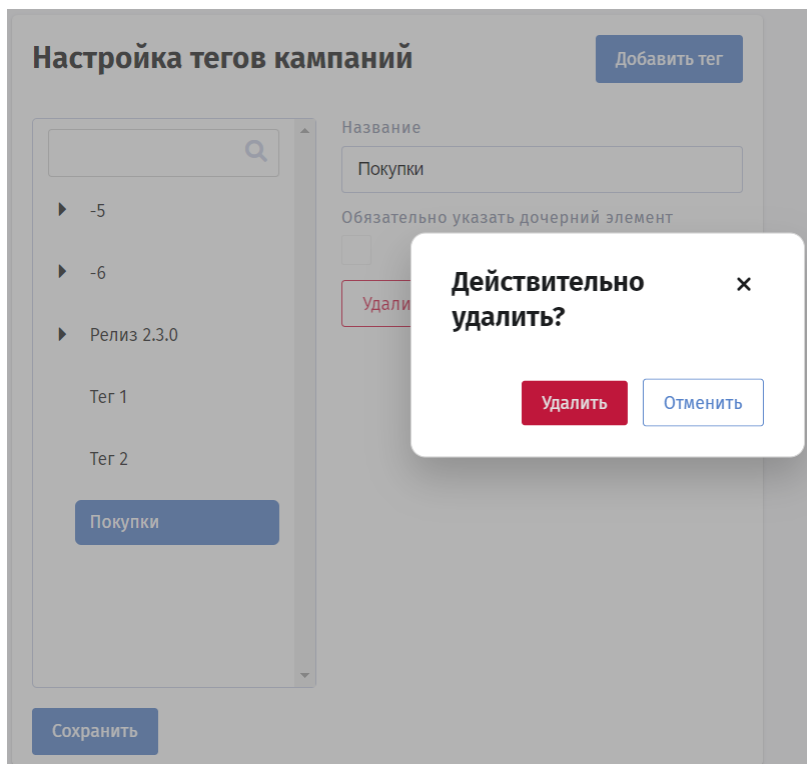 Настройка тегов кампаний
Добавить тег
Название
Покупки
-5
Обязательно указать дочерний элемент
-6
Действительно
удалить?
Удали
Релиз 2.3.0
Тег 1
Удалить
Отменить
Тег 2
Покупки
Сохранить